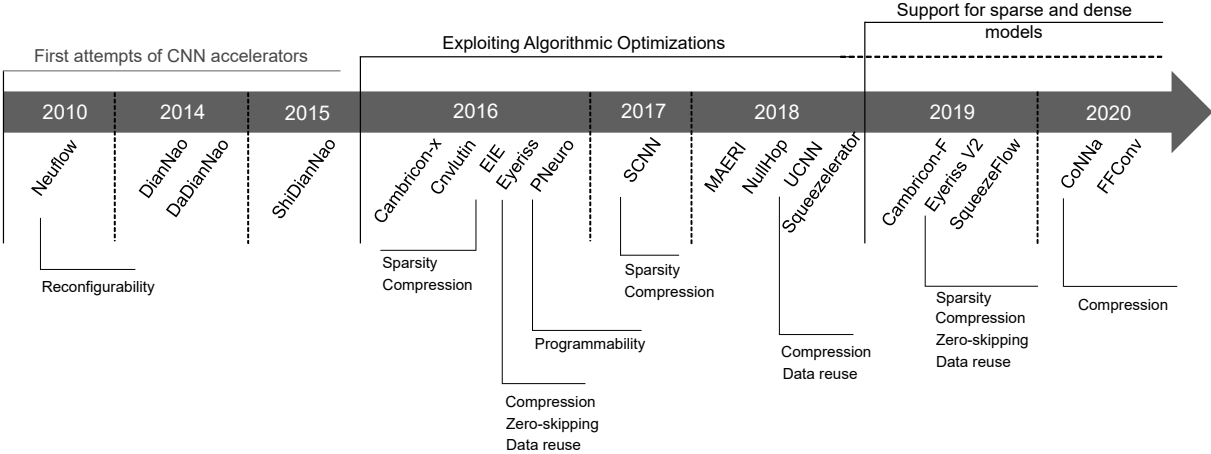 Support for sparse and dense
models
Exploiting Algorithmic Optimizations
First attempts of CNN accelerators
2010
2014
2015
2016
2017
2018
2019
2020
Neuflow
DianNao
DaDianNao
ShiDianNao
Cambricon-x
Cnvlutin
EIE
Eyeriss
PNeuro
SCNN
MAERI
NullHop
UCNN
Squeezelerator
Cambricon-F
Eyeriss V2
SqueezeFlow
CoNNa
FFConv
Reconfigurability
Sparsity
Compression
Compression
Zero-skipping
Data reuse
Programmability
Sparsity
Compression
Compression
Data reuse
Sparsity
Compression
Zero-skipping
Data reuse
Compression